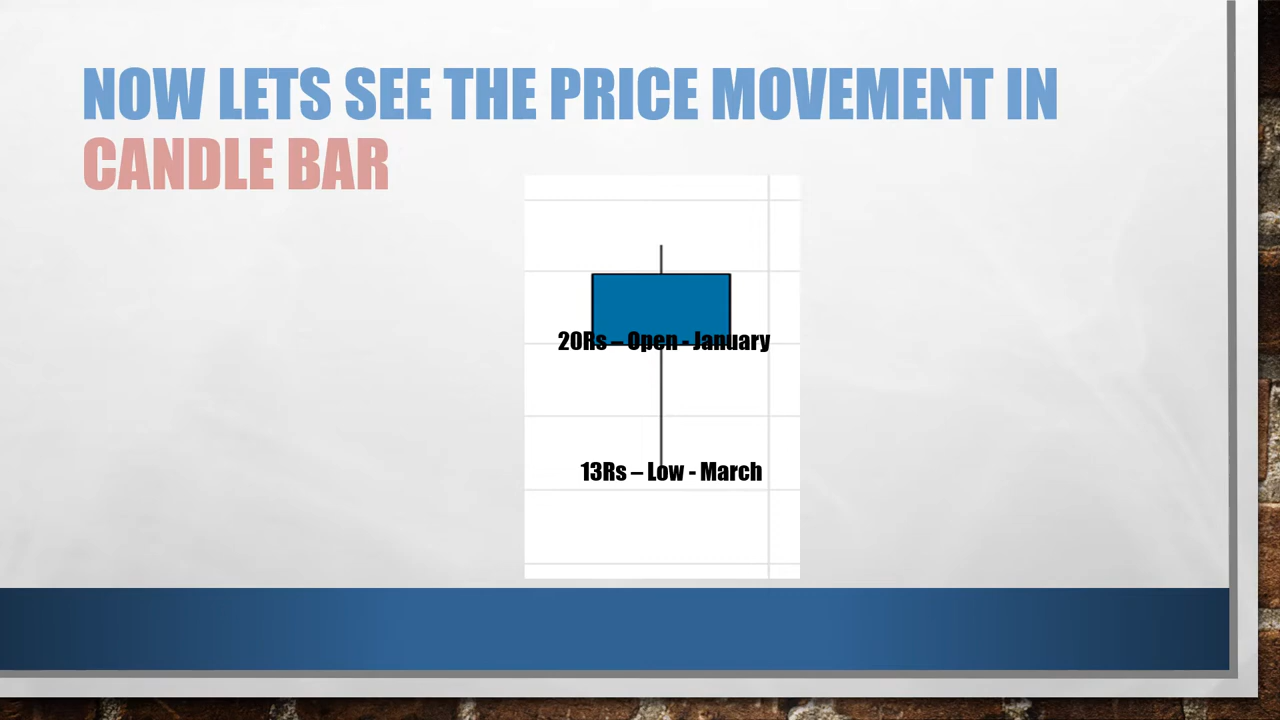 NOW LETS SEE THE PRICE MOVEMENT IN
CANDLE BAR
20Rs – Open - January
13Rs – Low - March